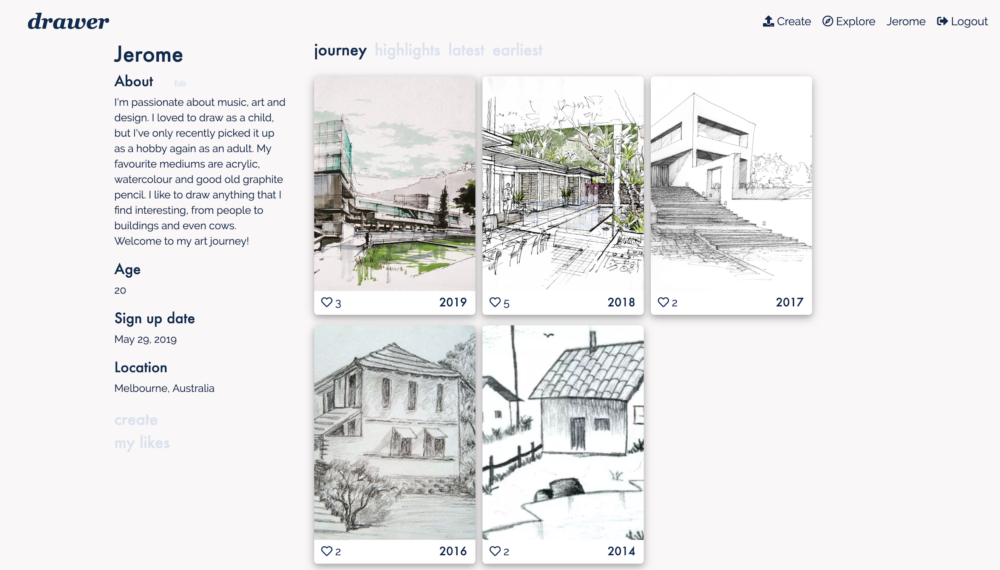 drawer
Create Explore Jerome Logout
Jerome
About Edit
I'm passionate about music, art and
design. I loved to draw as a child,
but I've only recently picked it up
as a hobby again as an adult. My
favourite mediums are acrylic,
watercolour and good old graphite
pencil. I like to draw anything that I
find interesting, from people to
buildings and even cows.
Welcome to my art journey!
Age
20
Sign up date
May 29, 2019
Location
Melbourne, Australia
create
my likes
journey highlights latest earliest
3 2019
5 2018
2 2017
2 2016
2 2014